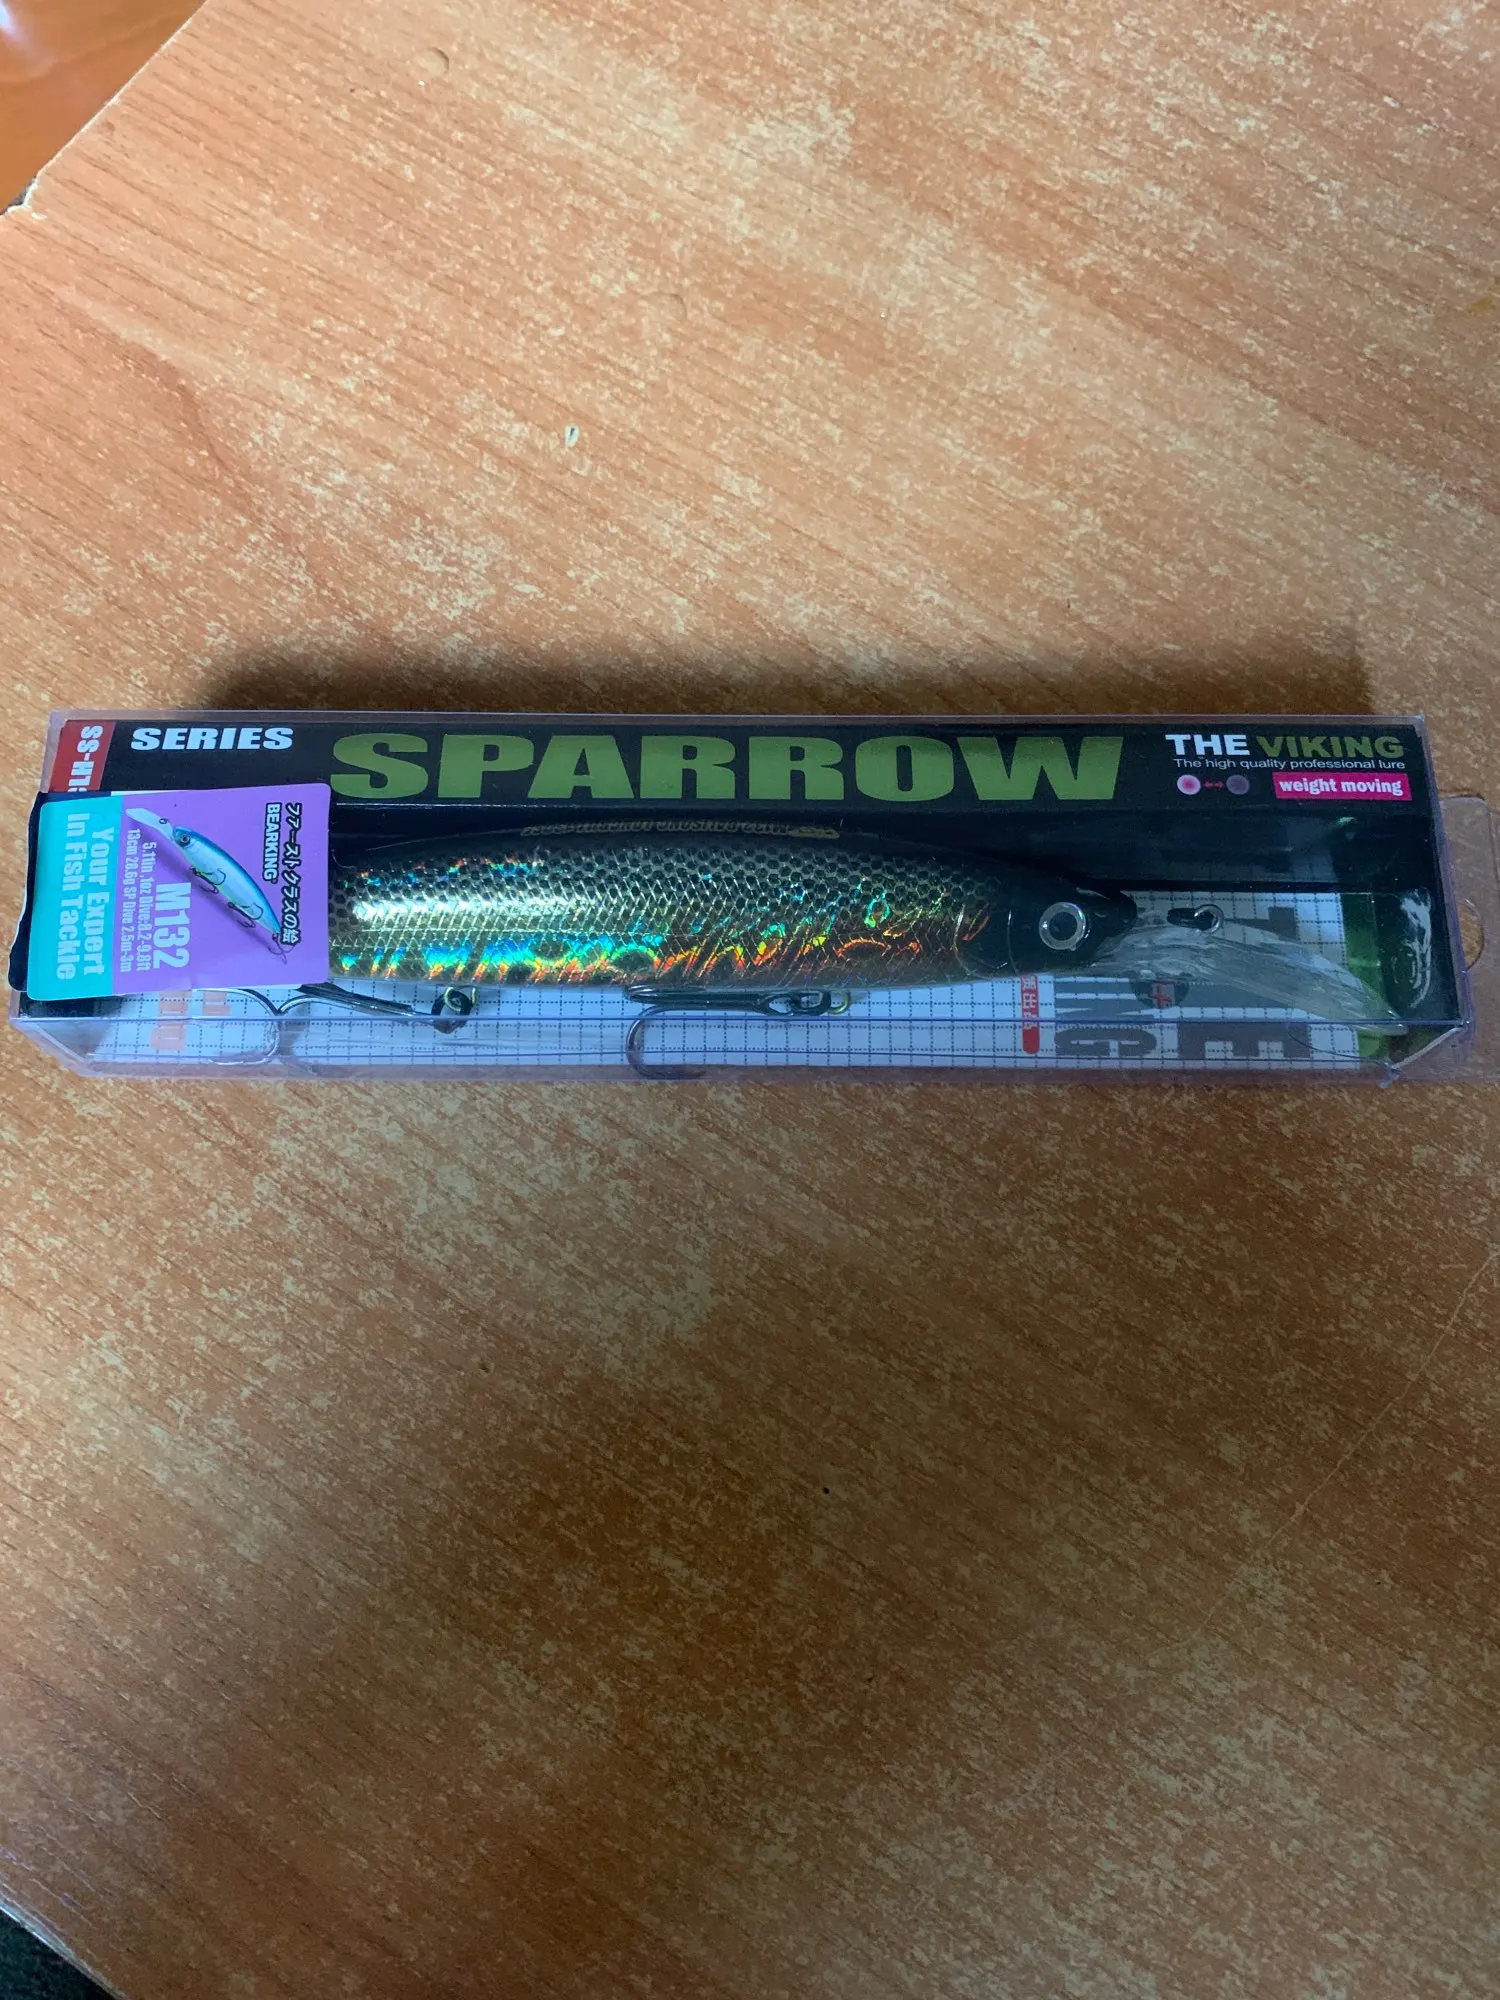 SERIES
SPARROW
THE VIKING
The high quality professional lure
weight moving
ファーストクラスの鮫
BEARKING
M132
5.11in, 1oz Dive:8.2-9.8ft
13cm 28.6g SP Dive 2.5m-3m
Your Expert
In Fish Tackle